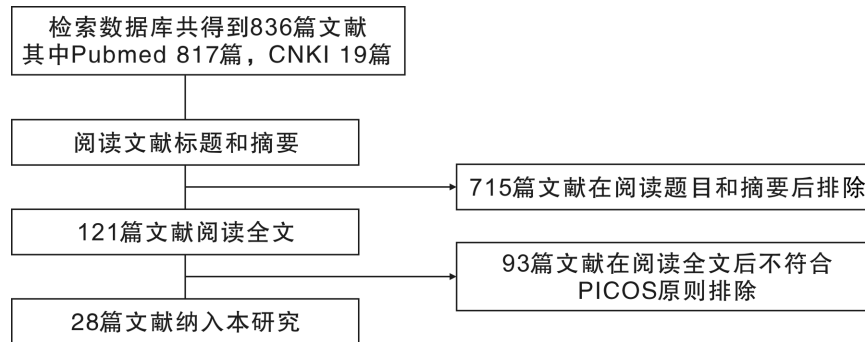 检索数据库共得到836篇文献
其中Pubmed 817篇，CNKI 19篇
阅读文献标题和摘要
715篇文献在阅读题目和摘要后排除
121篇文献阅读全文
93篇文献在阅读全文后不符合
PICOS原则排除
28篇文献纳入本研究